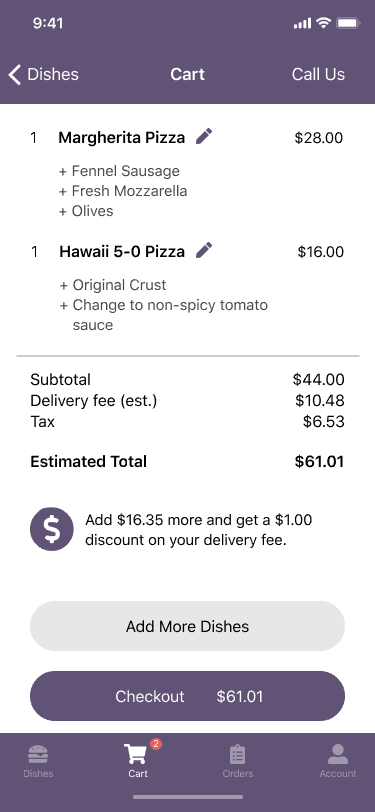 9:41
Dishes Cart Call Us
1 Margherita Pizza $28.00
+ Fennel Sausage
+ Fresh Mozzarella
+ Olives
1 Hawaii 5-0 Pizza $16.00
+ Original Crust
+ Change to non-spicy tomato
sauce
Subtotal $44.00
Delivery fee (est.) $10.48
Tax $6.53
Estimated Total $61.01
$
Add $16.35 more and get a $1.00
discount on your delivery fee.
Add More Dishes
Checkout $61.01
2
Dishes Cart Orders Account